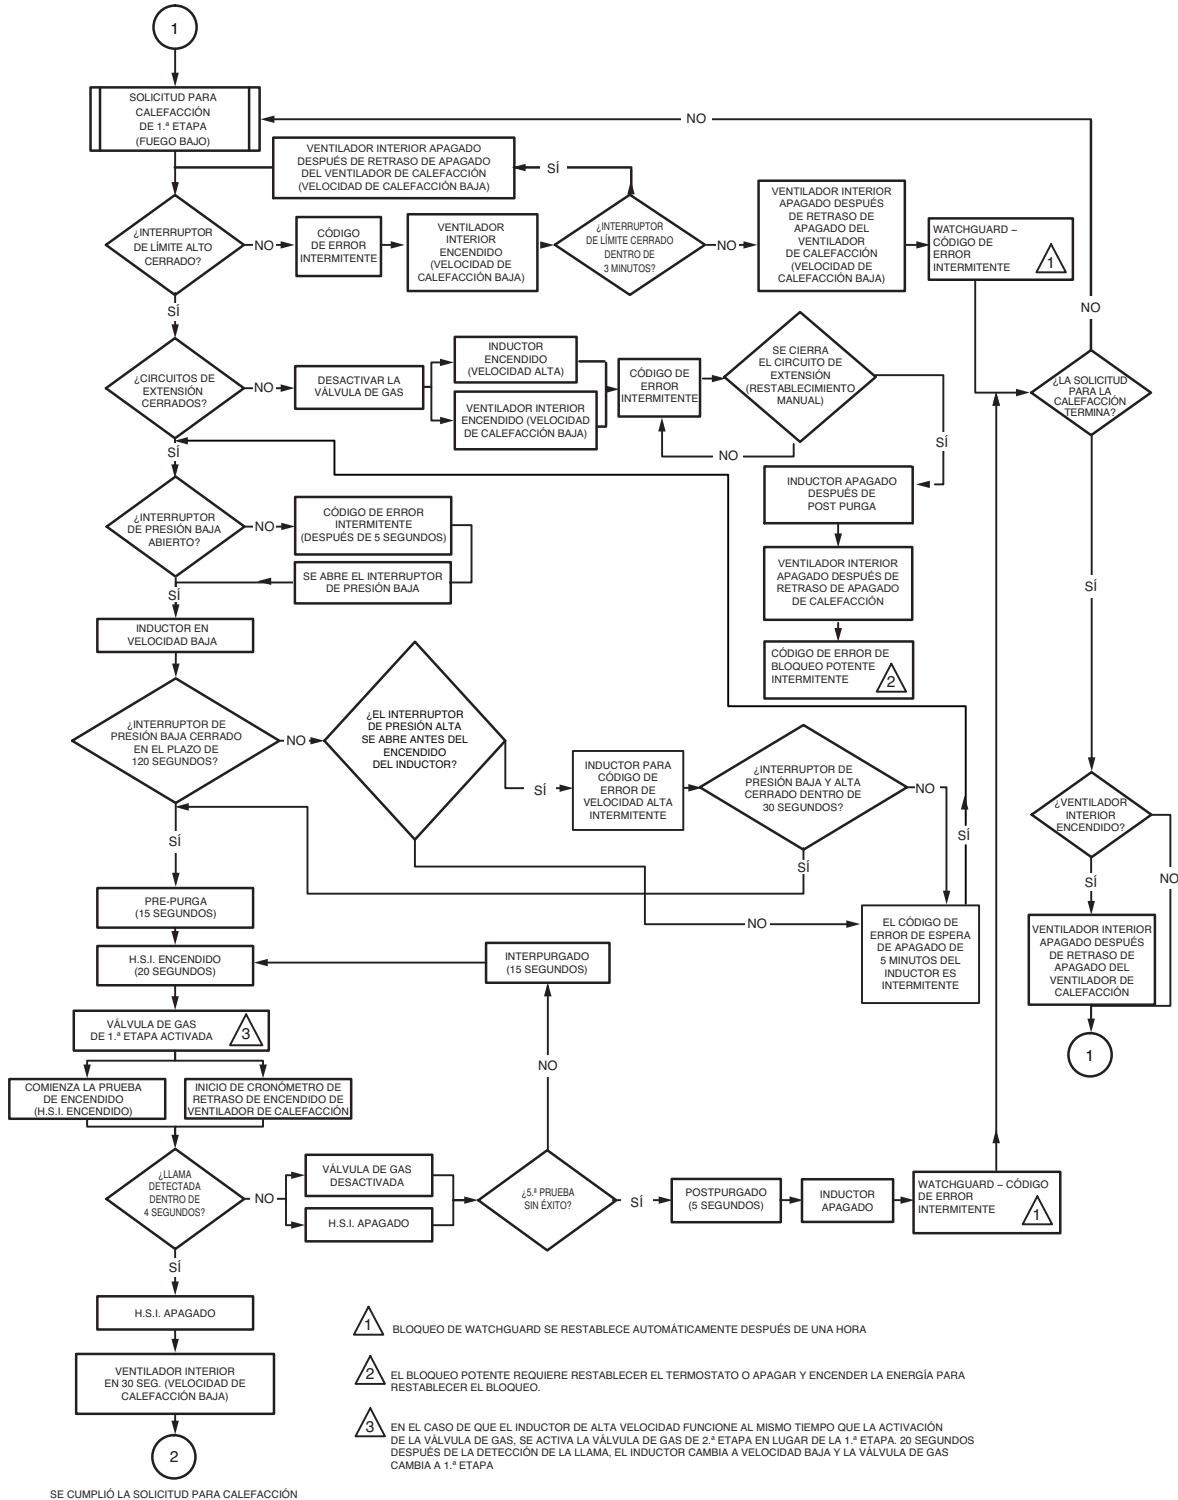 1
SOLICITUD PARA
CALEFACCIÓN
DE 1.ª ETAPA
(FUEGO BAJO)
NO
VENTILADOR INTERIOR APAGADO
DESPUÉS DE RETRASO DE APAGADO
DEL VENTILADOR DE CALEFACCIÓN
(VELOCIDAD DE CALEFACCIÓN BAJA)
SÍ
¿INTERRUPTOR
DE LÍMITE ALTO
CERRADO?
NO
CÓDIGO
DE ERROR
INTERMITENTE
VENTILADOR
INTERIOR
ENCENDIDO
(VELOCIDAD DE
CALEFACCIÓN BAJA)
¿INTERRUPTOR
DE LÍMITE CERRADO
DENTRO DE
3 MINUTOS?
NO
VENTILADOR INTERIOR
APAGADO DESPUÉS
DE RETRASO DE
APAGADO DEL
VENTILADOR
DE CALEFACCIÓN
(VELOCIDAD DE
CALEFACCIÓN BAJA)
WATCHGUARD –
CÓDIGO DE
ERROR
INTERMITENTE
1
NO
SÍ
¿CIRCUITOS DE
EXTENSIÓN
CERRADOS?
NO
DESACTIVAR LA
VÁLVULA DE GAS
INDUCTOR
ENCENDIDO
(VELOCIDAD ALTA)
VENTILADOR INTERIOR
ENCENDIDO (VELOCIDAD
DE CALEFACCIÓN BAJA)
CÓDIGO DE
ERROR
INTERMITENTE
SE CIERRA
EL CIRCUITO DE
EXTENSIÓN
(RESTABLECIMIENTO
MANUAL)
NO
SÍ
¿LA SOLICITUD
PARA LA
CALEFACCIÓN
TERMINA?
SÍ
INDUCTOR APAGADO
DESPUÉS DE
POST PURGA
¿INTERRUPTOR
DE PRESIÓN BAJA
ABIERTO?
NO
CÓDIGO DE ERROR
INTERMITENTE
(DESPUÉS DE 5 SEGUNDOS)
SE ABRE EL INTERRUPTOR
DE PRESIÓN BAJA
VENTILADOR INTERIOR
APAGADO DESPUÉS DE
RETRASO DE APAGADO
DE CALEFACCIÓN
SÍ
SÍ
INDUCTOR EN
VELOCIDAD BAJA
CÓDIGO DE ERROR DE
BLOQUEO POTENTE
INTERMITENTE
2
¿INTERRUPTOR DE
PRESIÓN BAJA CERRADO
EN EL PLAZO DE
120 SEGUNDOS?
NO
¿EL INTERRUPTOR
DE PRESIÓN ALTA
SE ABRE ANTES DEL
ENCENDIDO
DEL INDUCTOR?
SÍ
INDUCTOR PARA
CÓDIGO DE
ERROR DE
VELOCIDAD ALTA
INTERMITENTE
¿INTERRUPTOR DE
PRESIÓN BAJA Y ALTA
CERRADO DENTRO DE
30 SEGUNDOS?
NO
SÍ
¿VENTILADOR
INTERIOR
ENCENDIDO?
SÍ
SÍ
SÍ
NO
PRE-PURGA
(15 SEGUNDOS)
NO
EL CÓDIGO DE
ERROR DE ESPERA
DE APAGADO DE
5 MINUTOS DEL
INDUCTOR ES
INTERMITENTE
VENTILADOR INTERIOR
APAGADO DESPUÉS
DE RETRASO DE
APAGADO DEL
VENTILADOR DE
CALEFACCIÓN
H.S.I. ENCENDIDO
(20 SEGUNDOS)
INTERPURGADO
(15 SEGUNDOS)
VÁLVULA DE GAS
DE 1.ª ETAPA ACTIVADA
3
1
NO
COMIENZA LA PRUEBA
DE ENCENDIDO
(H.S.I. ENCENDIDO)
INICIO DE CRONÓMETRO DE
RETRASO DE ENCENDIDO DE
VENTILADOR DE CALEFACCIÓN
¿LLAMA
DETECTADA
DENTRO DE
4 SEGUNDOS?
NO
VÁLVULA DE GAS
DESACTIVADA
H.S.I. APAGADO
¿5.ª PRUEBA
SIN ÉXITO?
SÍ
POSTPURGADO
(5 SEGUNDOS)
INDUCTOR
APAGADO
WATCHGUARD – CÓDIGO
DE ERROR
INTERMITENTE
1
SÍ
H.S.I. APAGADO
VENTILADOR INTERIOR
EN 30 SEG. (VELOCIDAD DE
CALEFACCIÓN BAJA)
2
SE CUMPLIÓ LA SOLICITUD PARA CALEFACCIÓN
1 BLOQUEO DE WATCHGUARD SE RESTABLECE AUTOMÁTICAMENTE DESPUÉS DE UNA HORA
2 EL BLOQUEO POTENTE REQUIERE RESTABLECER EL TERMOSTATO O APAGAR Y ENCENDER LA ENERGÍA PARA
RESTABLECER EL BLOQUEO.
3 EN EL CASO DE QUE EL INDUCTOR DE ALTA VELOCIDAD FUNCIONE AL MISMO TIEMPO QUE LA ACTIVACIÓN
DE LA VÁLVULA DE GAS, SE ACTIVA LA VÁLVULA DE GAS DE 2.ª ETAPA EN LUGAR DE LA 1.ª ETAPA. 20 SEGUNDOS
DESPUÉS DE LA DETECCIÓN DE LA LLAMA, EL INDUCTOR CAMBIA A VELOCIDAD BAJA Y LA VÁLVULA DE GAS
CAMBIA A 1.ª ETAPA